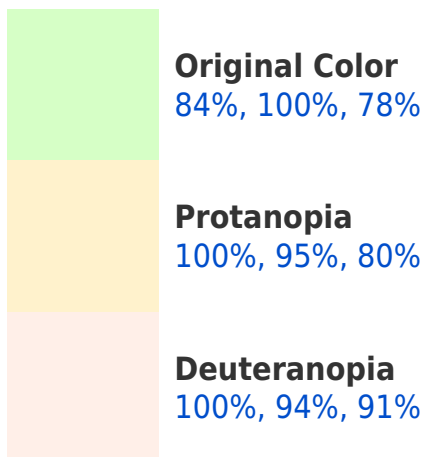 Original Color
84%, 100%, 78%
Protanopia
100%, 95%, 80%
Deuteranopia
100%, 94%, 91%